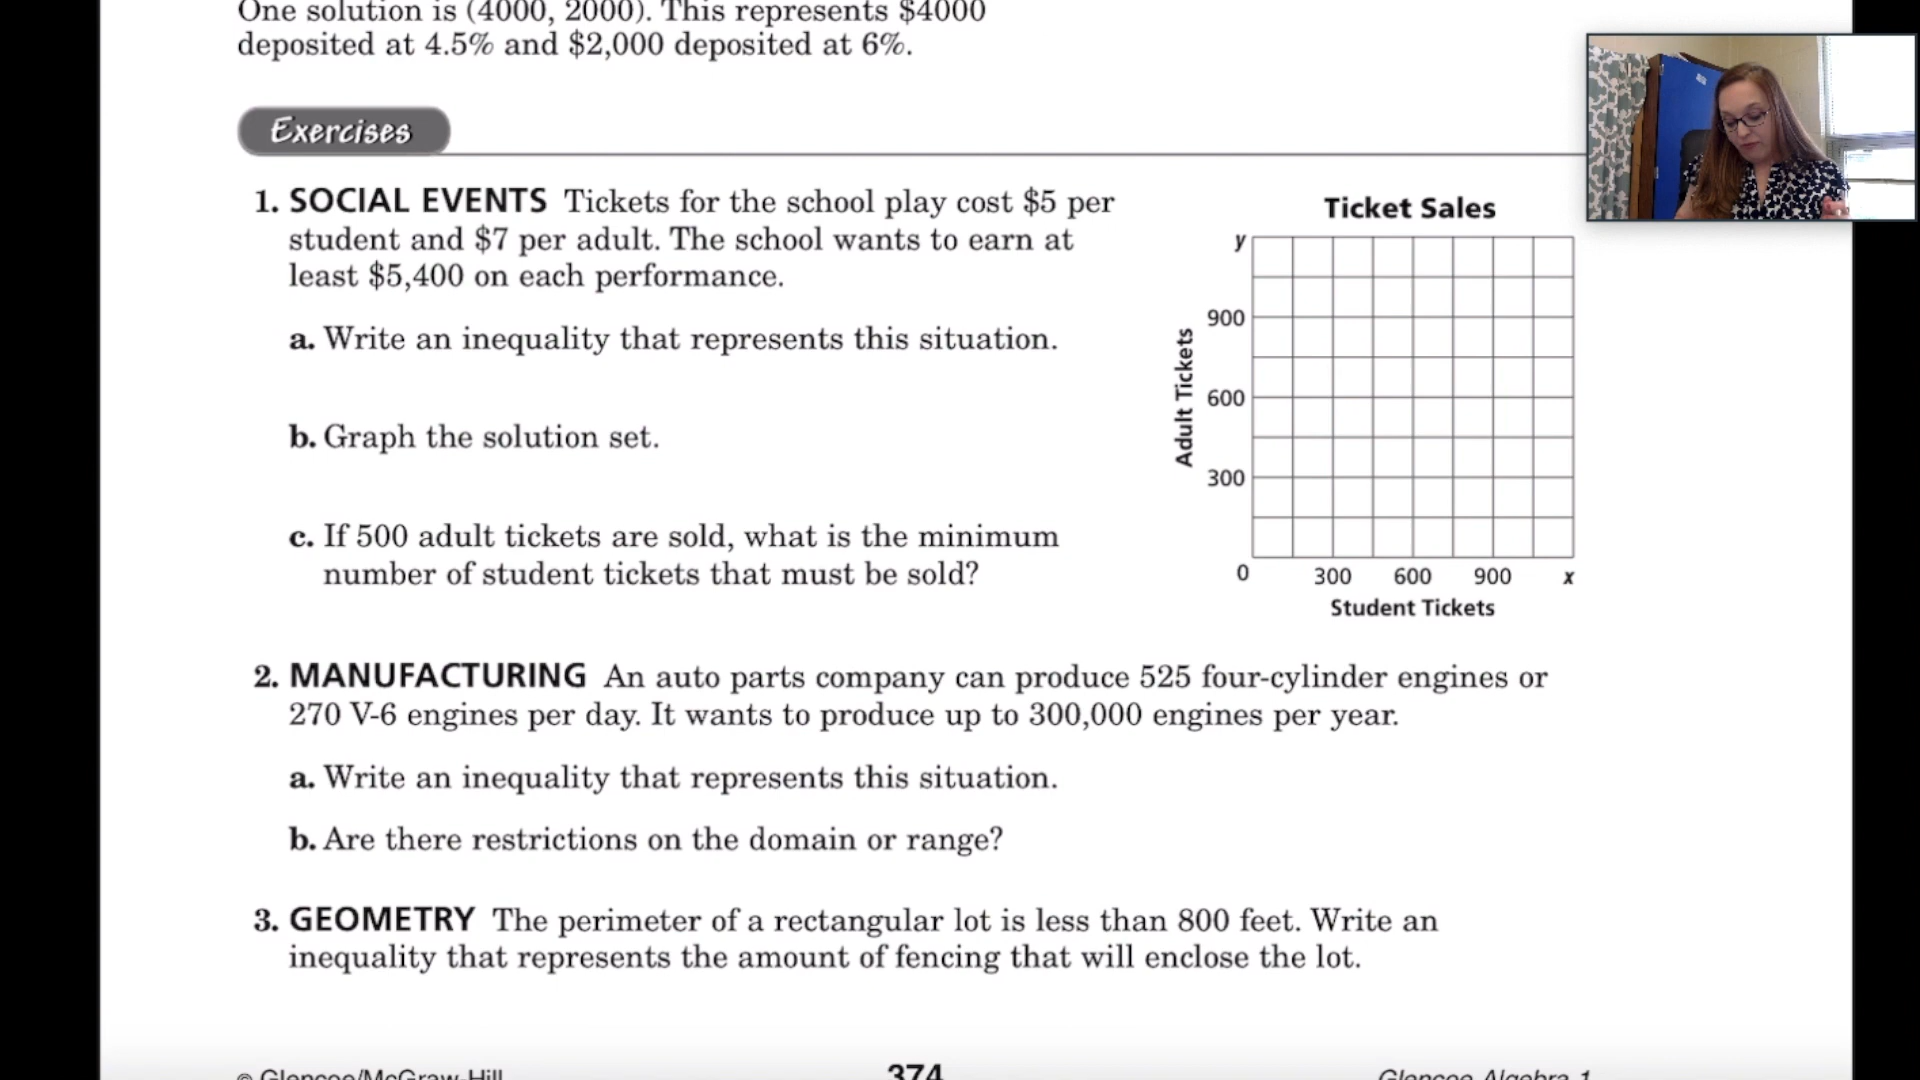 One solution is (4000, 2000). This represents $4000
deposited at 4.5% and $2,000 deposited at 6%.
Exercises
1. SOCIAL EVENTS Tickets for the school play cost $5 per
student and $7 per adult. The school wants to earn at
least $5,400 on each performance.
a. Write an inequality that represents this situation.
b. Graph the solution set.
c. If 500 adult tickets are sold, what is the minimum
number of student tickets that must be sold?
Ticket Sales
y
900
600
300
0
Adult Tickets
300 600 900 x
Student Tickets
2. MANUFACTURING An auto parts company can produce 525 four-cylinder engines or
270 V-6 engines per day. It wants to produce up to 300,000 engines per year.
a. Write an inequality that represents this situation.
b. Are there restrictions on the domain or range?
3. GEOMETRY The perimeter of a rectangular lot is less than 800 feet. Write an
inequality that represents the amount of fencing that will enclose the lot.
© Glencoe/McGraw-Hill 374 Glencoe Algebra 1